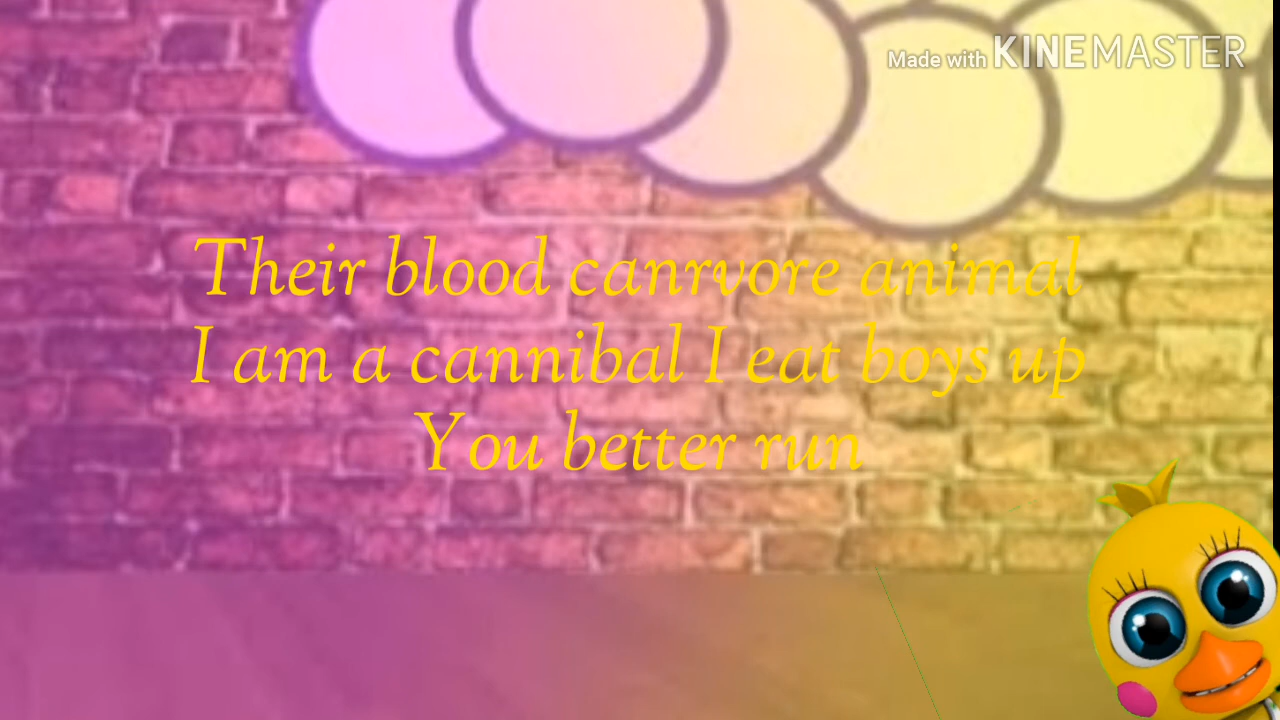 Made with KINEMASTER
Their blood canrvore animal
I am a cannibal I eat boys up
You better run